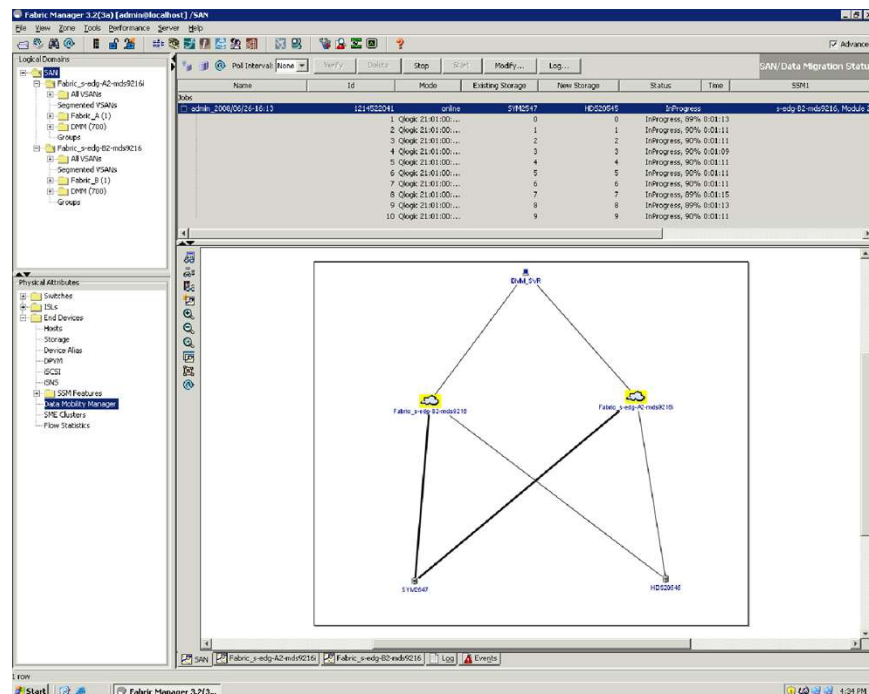 Fabric Manager 3.2(3a) [admin@localhost] /SAN
File View Zone Tools Performance Server Help
Advance
Logical Domains
SAN
Fabric_s-edg-A2-mds9216i
All VSANs
Segmented VSANs
Fabric_A (1)
DMM (700)
Groups
Fabric_s-edg-B2-mds9216
All VSANs
Segmented VSANs
Fabric_B (1)
DMM (700)
Groups
Poll Interval: None Verify Delete Stop Start Modify... Log... SAN/Data Migration Statu
Name Id Mode Existing Storage New Storage Status Time SSM1
Jobs
admin_2008/06/26-16:13 1214522041 online SYM2547 HDS20545 InProgress s-edg-B2-mds9216, Module
1 Qlogic 21:01:00:... 0 0 InProgress, 89% 0:01:13
2 Qlogic 21:01:00:... 1 1 InProgress, 90% 0:01:11
3 Qlogic 21:01:00:... 2 2 InProgress, 90% 0:01:11
4 Qlogic 21:01:00:... 3 3 InProgress, 90% 0:01:09
5 Qlogic 21:01:00:... 4 4 InProgress, 90% 0:01:11
6 Qlogic 21:01:00:... 5 5 InProgress, 90% 0:01:11
7 Qlogic 21:01:00:... 6 6 InProgress, 90% 0:01:11
8 Qlogic 21:01:00:... 7 7 InProgress, 89% 0:01:15
9 Qlogic 21:01:00:... 8 8 InProgress, 89% 0:01:13
10 Qlogic 21:01:00:... 9 9 InProgress, 90% 0:01:11
Physical Attributes
Switches
ISLs
End Devices
Hosts
Storage
Device Alias
DPVM
iSCSI
iSNS
SSM Features
Data Mobility Manager
SME Clusters
Flow Statistics
DMM_SVR
Fabric_s-edg-B2-mds9216
Fabric_s-edg-A2-mds9216i
SYM2547
HDS20545
SAN Fabric_s-edg-A2-mds9216i Fabric_s-edg-B2-mds9216 Log Events
1 row
Start Fabric Manager 3.2(3... 4:34 PM